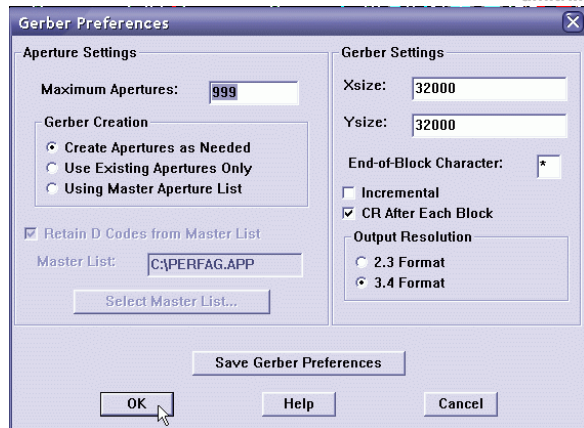 Gerber Preferences
Aperture Settings
Maximum Apertures: 999
Gerber Creation
Create Apertures as Needed
Use Existing Apertures Only
Using Master Aperture List
Retain D Codes from Master List
Master List: C:\PERFAG.APP
Select Master List...
Gerber Settings
Xsize: 32000
Ysize: 32000
End-of-Block Character: *
Incremental
CR After Each Block
Output Resolution
2.3 Format
3.4 Format
Save Gerber Preferences
OK Help Cancel